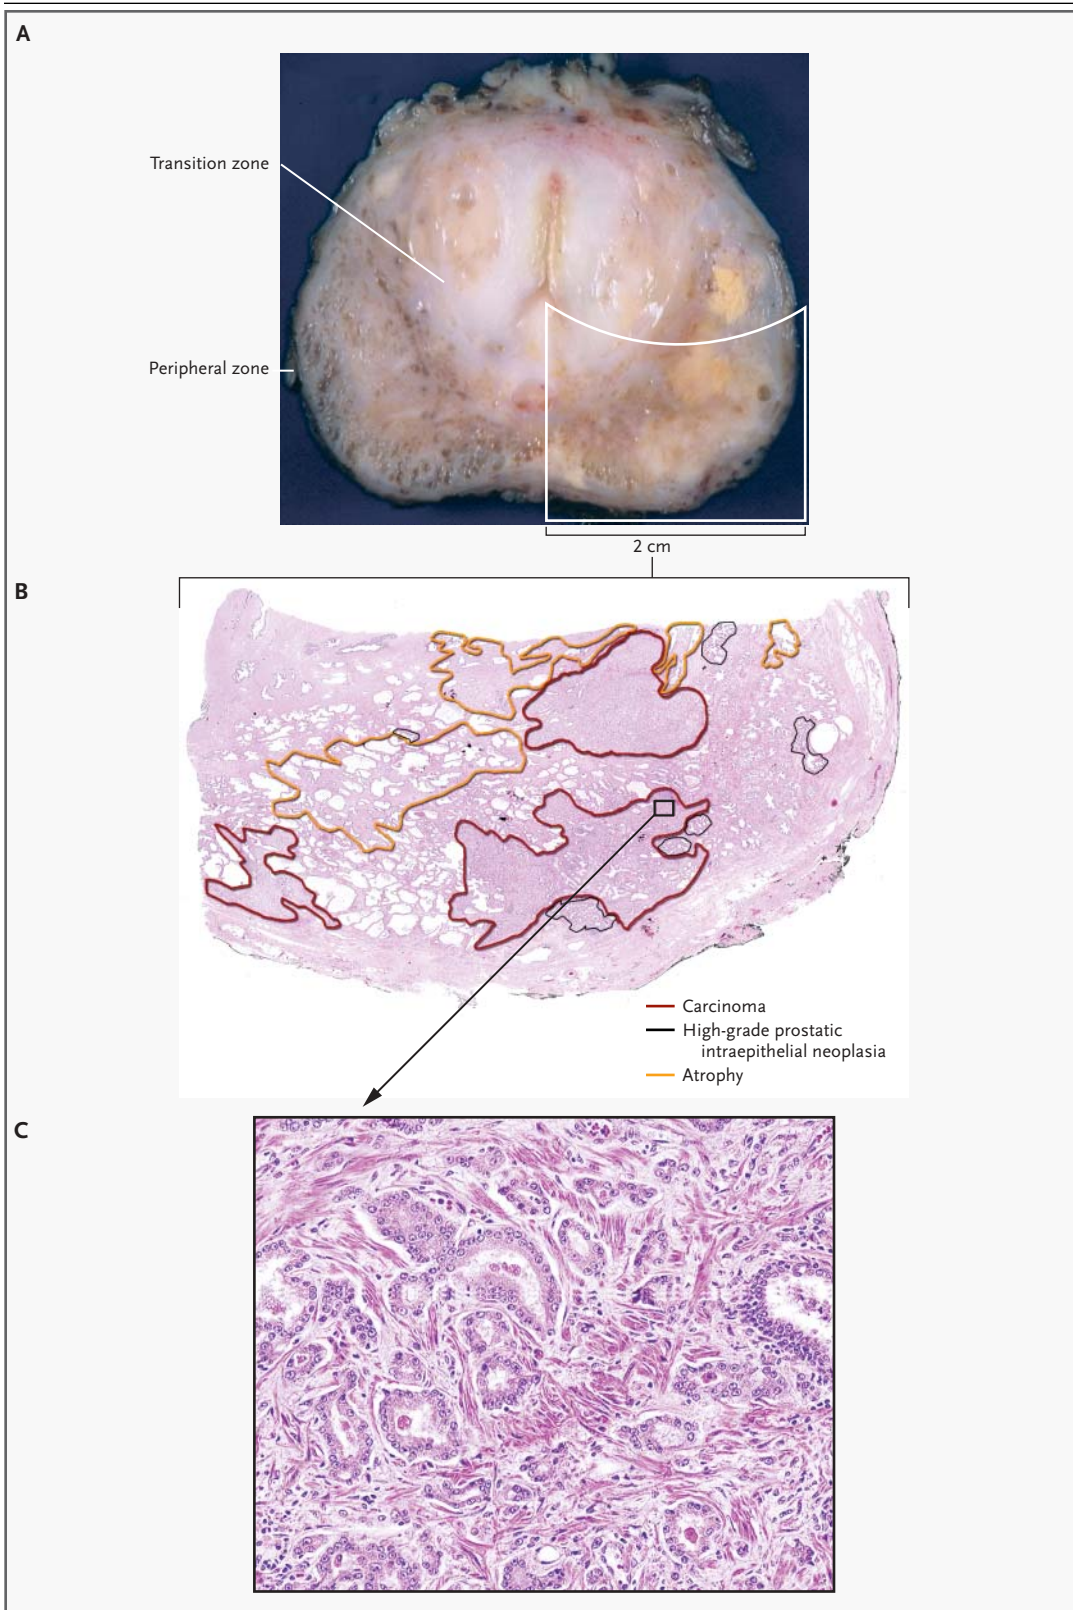 A
Transition zone
Peripheral zone
2 cm
B
Carcinoma
High-grade prostatic
intraepithelial neoplasia
Atrophy
C